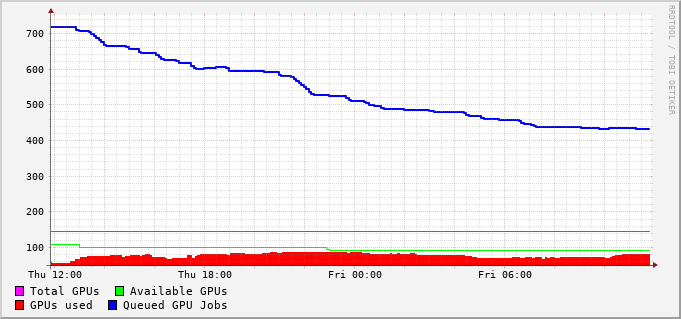 700
600
500
400
300
200
100
Thu 12:00 Thu 18:00 Fri 00:00 Fri 06:00
Total GPUs Available GPUs
GPUs used Queued GPU Jobs
RRDTOOL / TOBI OETIKER